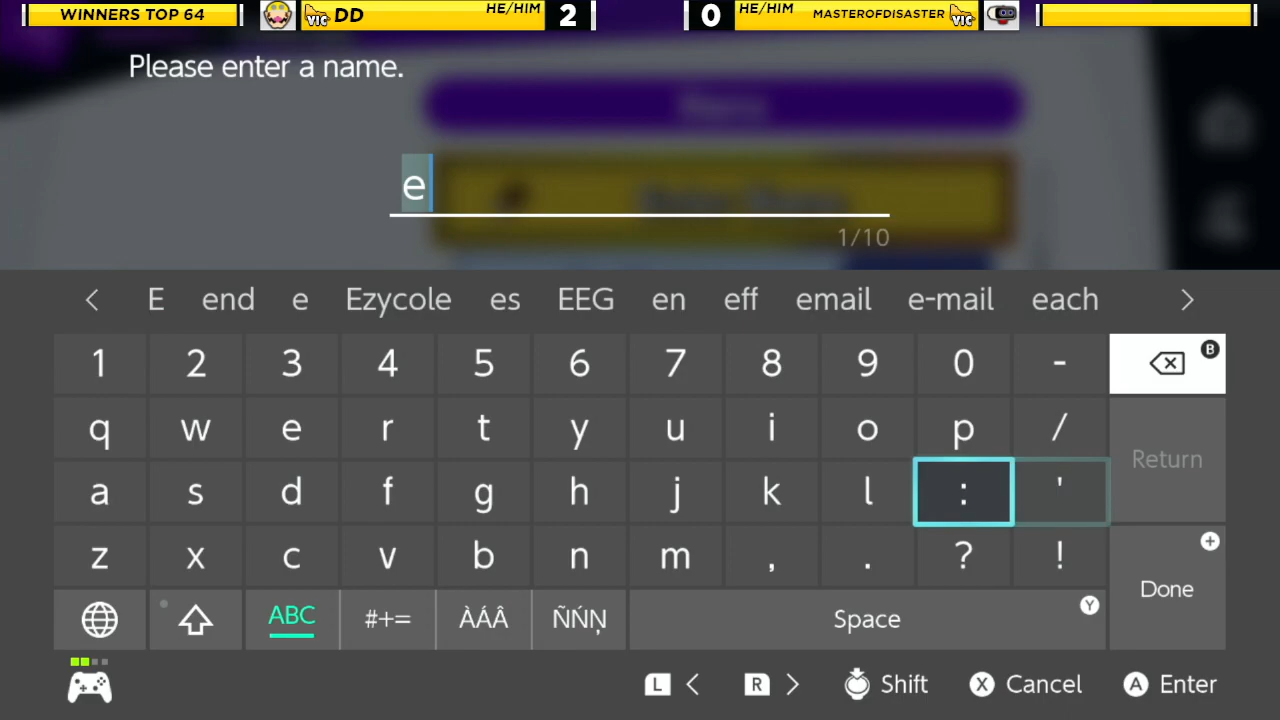 WINNERS TOP 64
VIC DD HE/HIM 2
0 HE/HIM MASTEROFDISASTER VIC
Please enter a name.
e
1/10
E end e Ezycole es EEG en eff email e-mail each
1 2 3 4 5 6 7 8 9 0 - B
q w e r t y u i o p /
Return
a s d f g h j k l : '
z x c v b n m , . ? ! +
Done
ABC #+= ÀÁÂ ÑŃŅ Space Y
L R Shift X Cancel A Enter